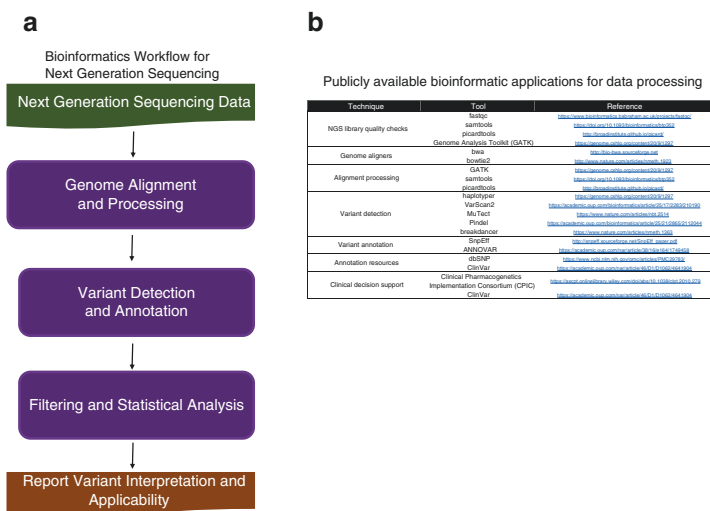 a
Bioinformatics Workflow for
Next Generation Sequencing
Next Generation Sequencing Data
Genome Alignment
and Processing
Variant Detection
and Annotation
Filtering and Statistical Analysis
Report Variant Interpretation and
Applicability
b
Publicly available bioinformatic applications for data processing
Technique Tool Reference
NGS library quality checks
fastqc https://www.bioinformatics.babraham.ac.uk/projects/fastqc/
samtools
picardtools http://broadinstitute.github.io/picard/
Genome Analysis Toolkit (GATK) https://genome.cshlp.org/content/20/9/1297
Genome aligners
bwa http://bio-bwa.sourceforge.net
bowtie2 http://www.nature.com/articles/nmeth.1923
Alignment processing
GATK https://genome.cshlp.org/content/20/9/1297
samtools
picardtools http://broadinstitute.github.io/picard/
Variant detection
haplotyper https://genome.cshlp.org/content/20/9/1297
VarScan2
MuTect https://www.nature.com/articles/nbt.2514
Pindel
breakdancer https://www.nature.com/articles/nmeth.1363
Variant annotation
SnpEff http://snpeff.sourceforge.net/SnpEff_paper.pdf
ANNOVAR
Annotation resources
dbSNP
ClinVar
Clinical decision support
Clinical Pharmacogenetics
Implementation Consortium (CPIC)
ClinVar